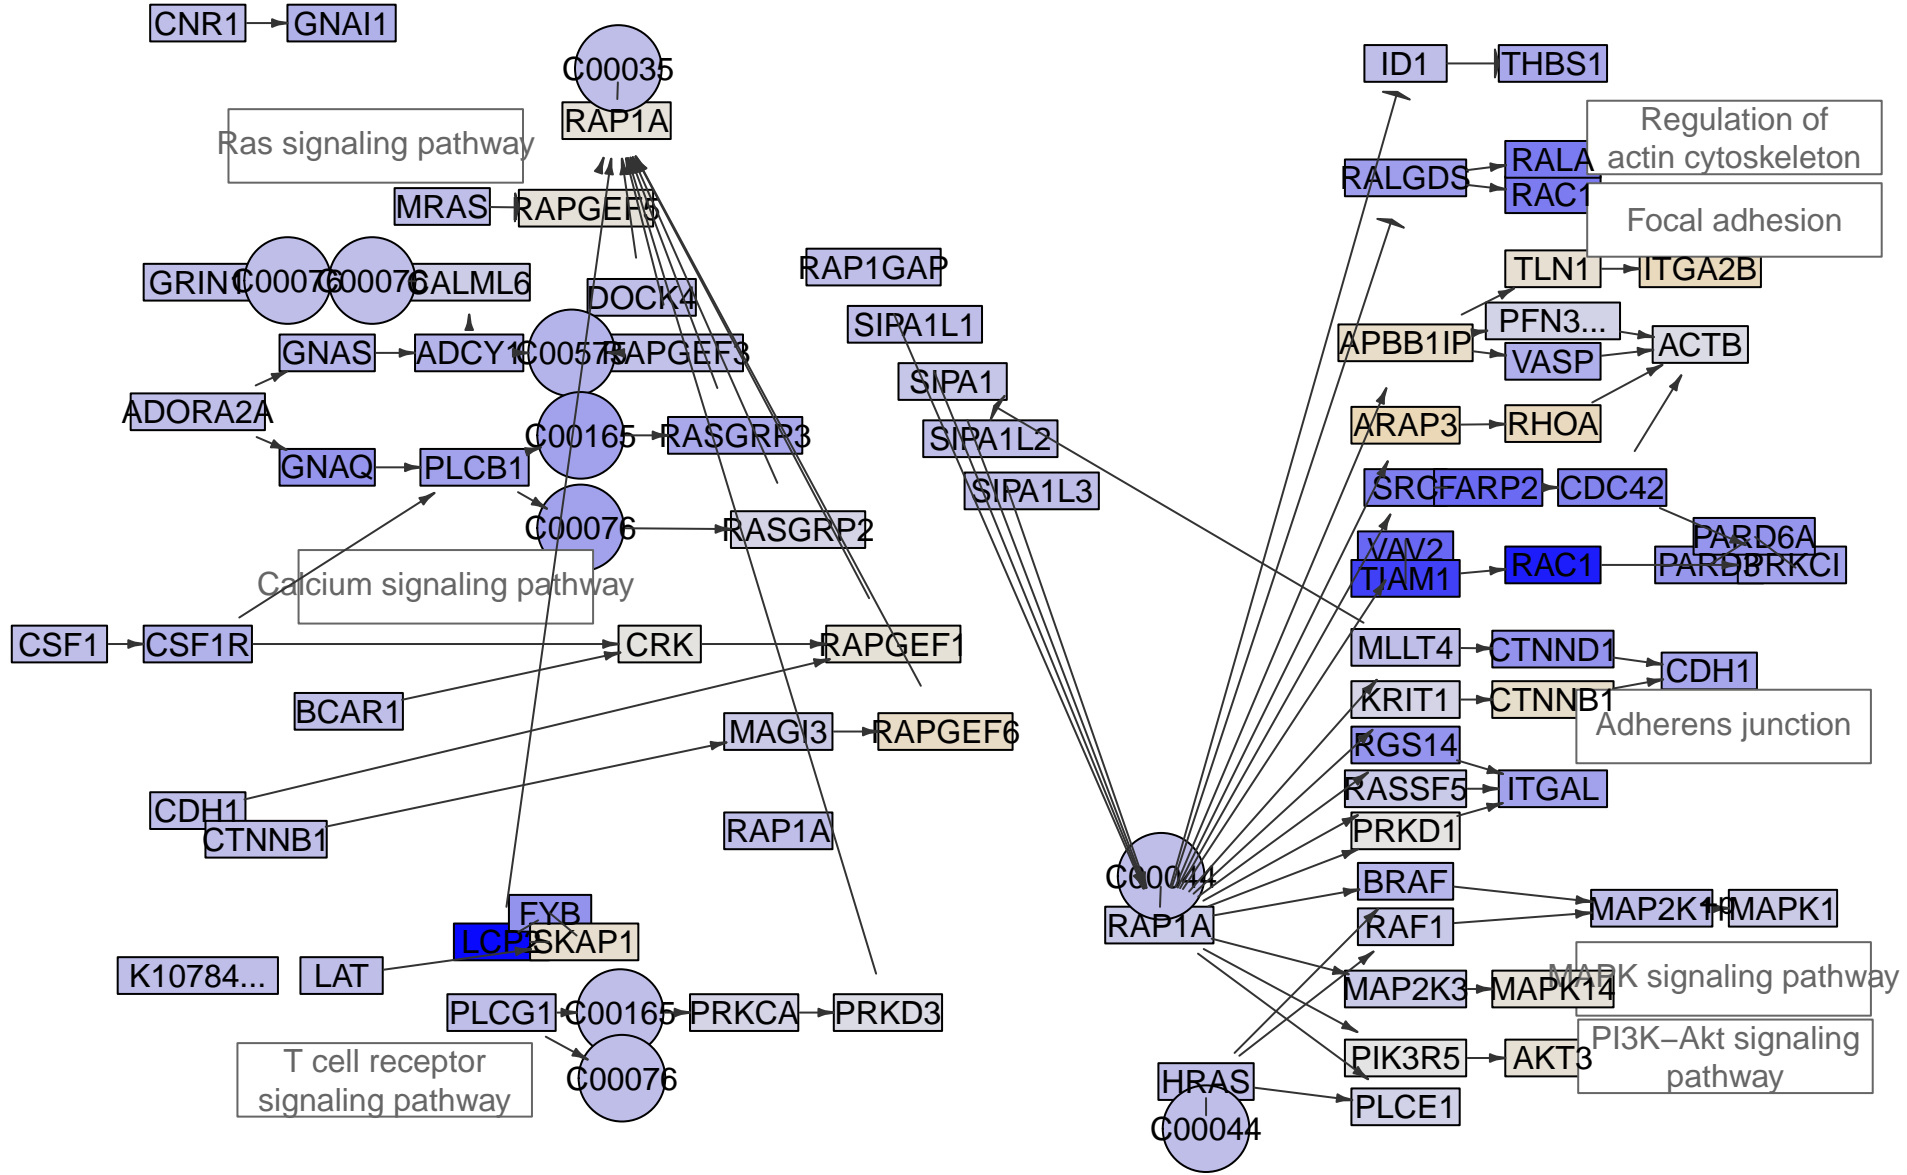 CNR1
GNAI1
C00035
RAP1A
Ras signaling pathway
MRAS
RAPGEF5
GRIN1
C00076
C00076
CALML6
DOCK4
GNAS
ADCY1
C00575
RAPGEF3
ADORA2A
C00165
RASGRP3
GNAQ
PLCB1
C00076
RASGRP2
Calcium signaling pathway
CSF1
CSF1R
CRK
RAPGEF1
BCAR1
MAGI3
RAPGEF6
CDH1
CTNNB1
RAP1A
FYB
LCP2
SKAP1
K10784...
LAT
PLCG1
C00165
PRKCA
PRKD3
T cell receptor
signaling pathway
C00076
RAP1GAP
SIPA1L1
SIPA1
SIPA1L2
SIPA1L3
C00044
RAP1A
HRAS
C00044
ID1
THBS1
Regulation of
actin cytoskeleton
RALGDS
RALA
RAC1
Focal adhesion
TLN1
ITGA2B
APBB1IP
PFN3...
VASP
ACTB
ARAP3
RHOA
SRC
FARP2
CDC42
VAV2
TIAM1
RAC1
PARD6A
PARD3
PRKCI
MLLT4
CTNND1
CDH1
KRIT1
CTNNB1
Adherens junction
RGS14
RASSF5
ITGAL
PRKD1
BRAF
RAF1
MAP2K1
+p
MAPK1
MAP2K3
MAPK14
MAPK signaling pathway
PIK3R5
AKT3
PI3K–Akt signaling
pathway
PLCE1